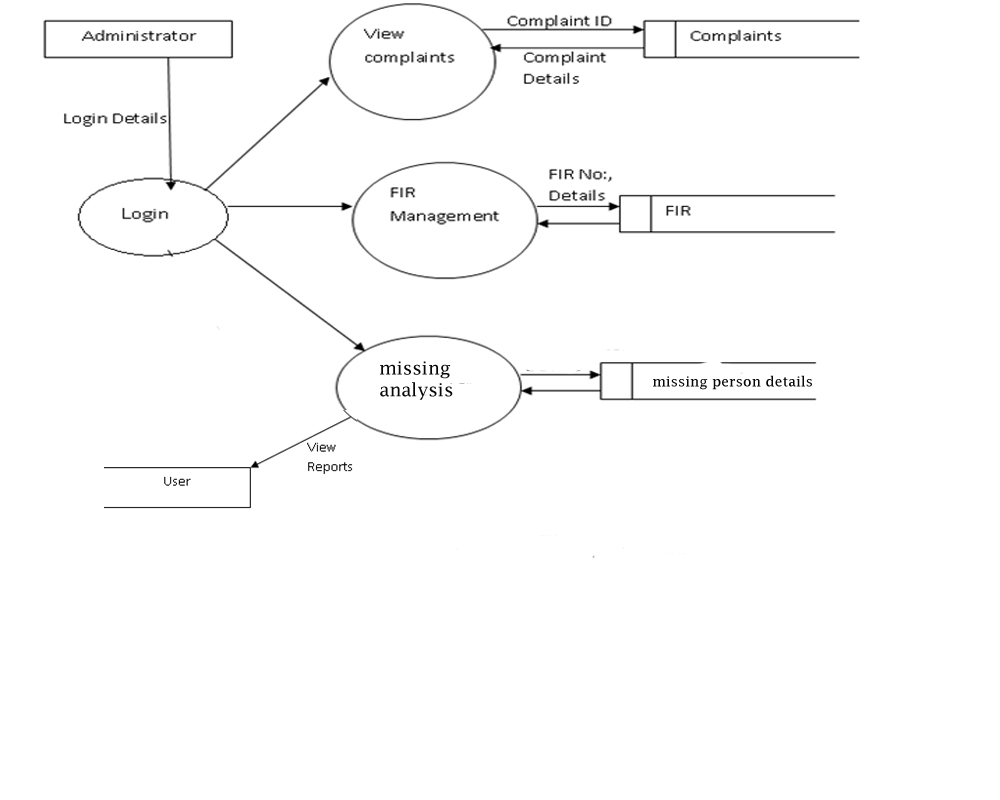 Administrator
Login Details
Login
View
complaints
Complaint ID
Complaint
Details
Complaints
FIR
Management
FIR No:,
Details
FIR
missing
analysis
missing person details
View
Reports
User